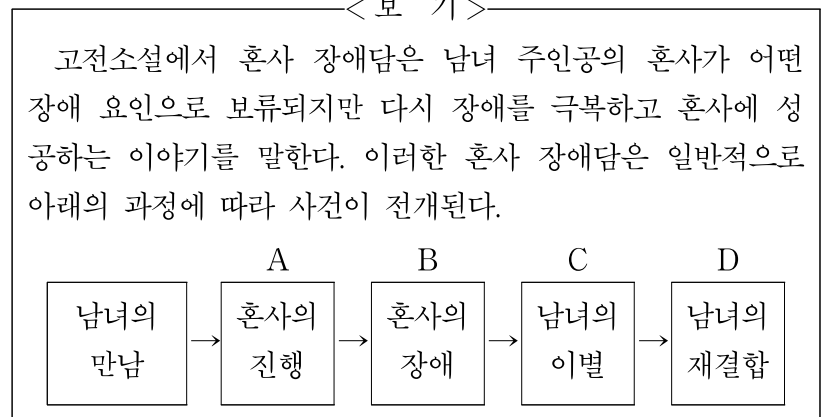 <보 기>
고전소설에서 혼사 장애담은 남녀 주인공의 혼사가 어떤
장애 요인으로 보류되지만 다시 장애를 극복하고 혼사에 성
공하는 이야기를 말한다. 이러한 혼사 장애담은 일반적으로
아래의 과정에 따라 사건이 전개된다.
A B C D
남녀의 → 혼사의 → 혼사의 → 남녀의 → 남녀의
만남 진행 장애 이별 재결합